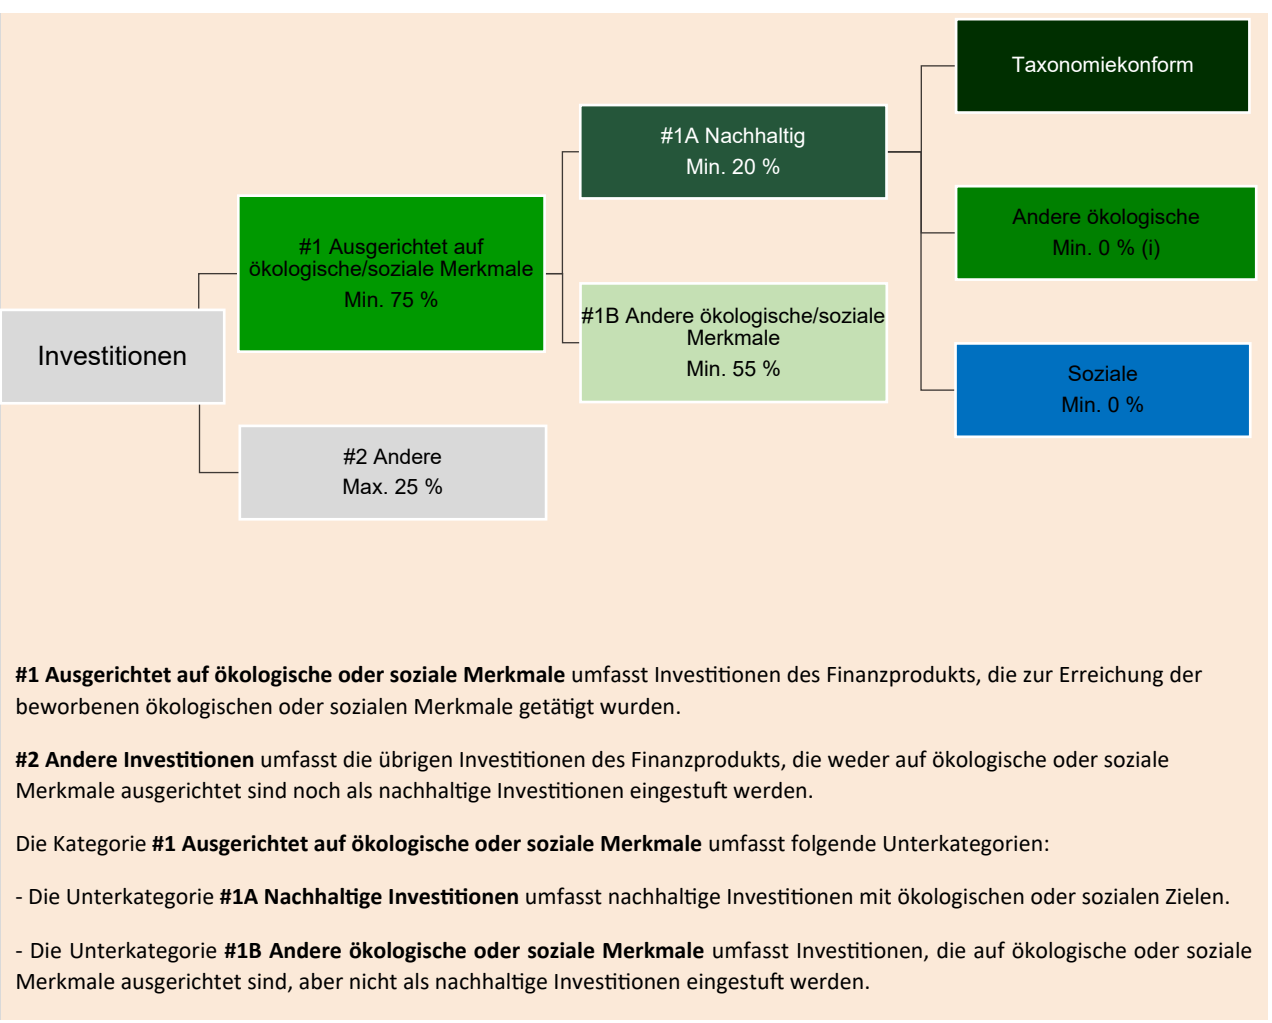 Investitionen
#1 Ausgerichtet auf
ökologische/soziale Merkmale
Min. 75 %
#2 Andere
Max. 25 %
#1A Nachhaltig
Min. 20 %
#1B Andere ökologische/soziale
Merkmale
Min. 55 %
Taxonomiekonform
Andere ökologische
Min. 0 % (i)
Soziale
Min. 0 %
#1 Ausgerichtet auf ökologische oder soziale Merkmale umfasst Investitionen des Finanzprodukts, die zur Erreichung der
beworbenen ökologischen oder sozialen Merkmale getätigt wurden.
#2 Andere Investitionen umfasst die übrigen Investitionen des Finanzprodukts, die weder auf ökologische oder soziale
Merkmale ausgerichtet sind noch als nachhaltige Investitionen eingestuft werden.
Die Kategorie #1 Ausgerichtet auf ökologische oder soziale Merkmale umfasst folgende Unterkategorien:
- Die Unterkategorie #1A Nachhaltige Investitionen umfasst nachhaltige Investitionen mit ökologischen oder sozialen Zielen.
- Die Unterkategorie #1B Andere ökologische oder soziale Merkmale umfasst Investitionen, die auf ökologische oder soziale
Merkmale ausgerichtet sind, aber nicht als nachhaltige Investitionen eingestuft werden.